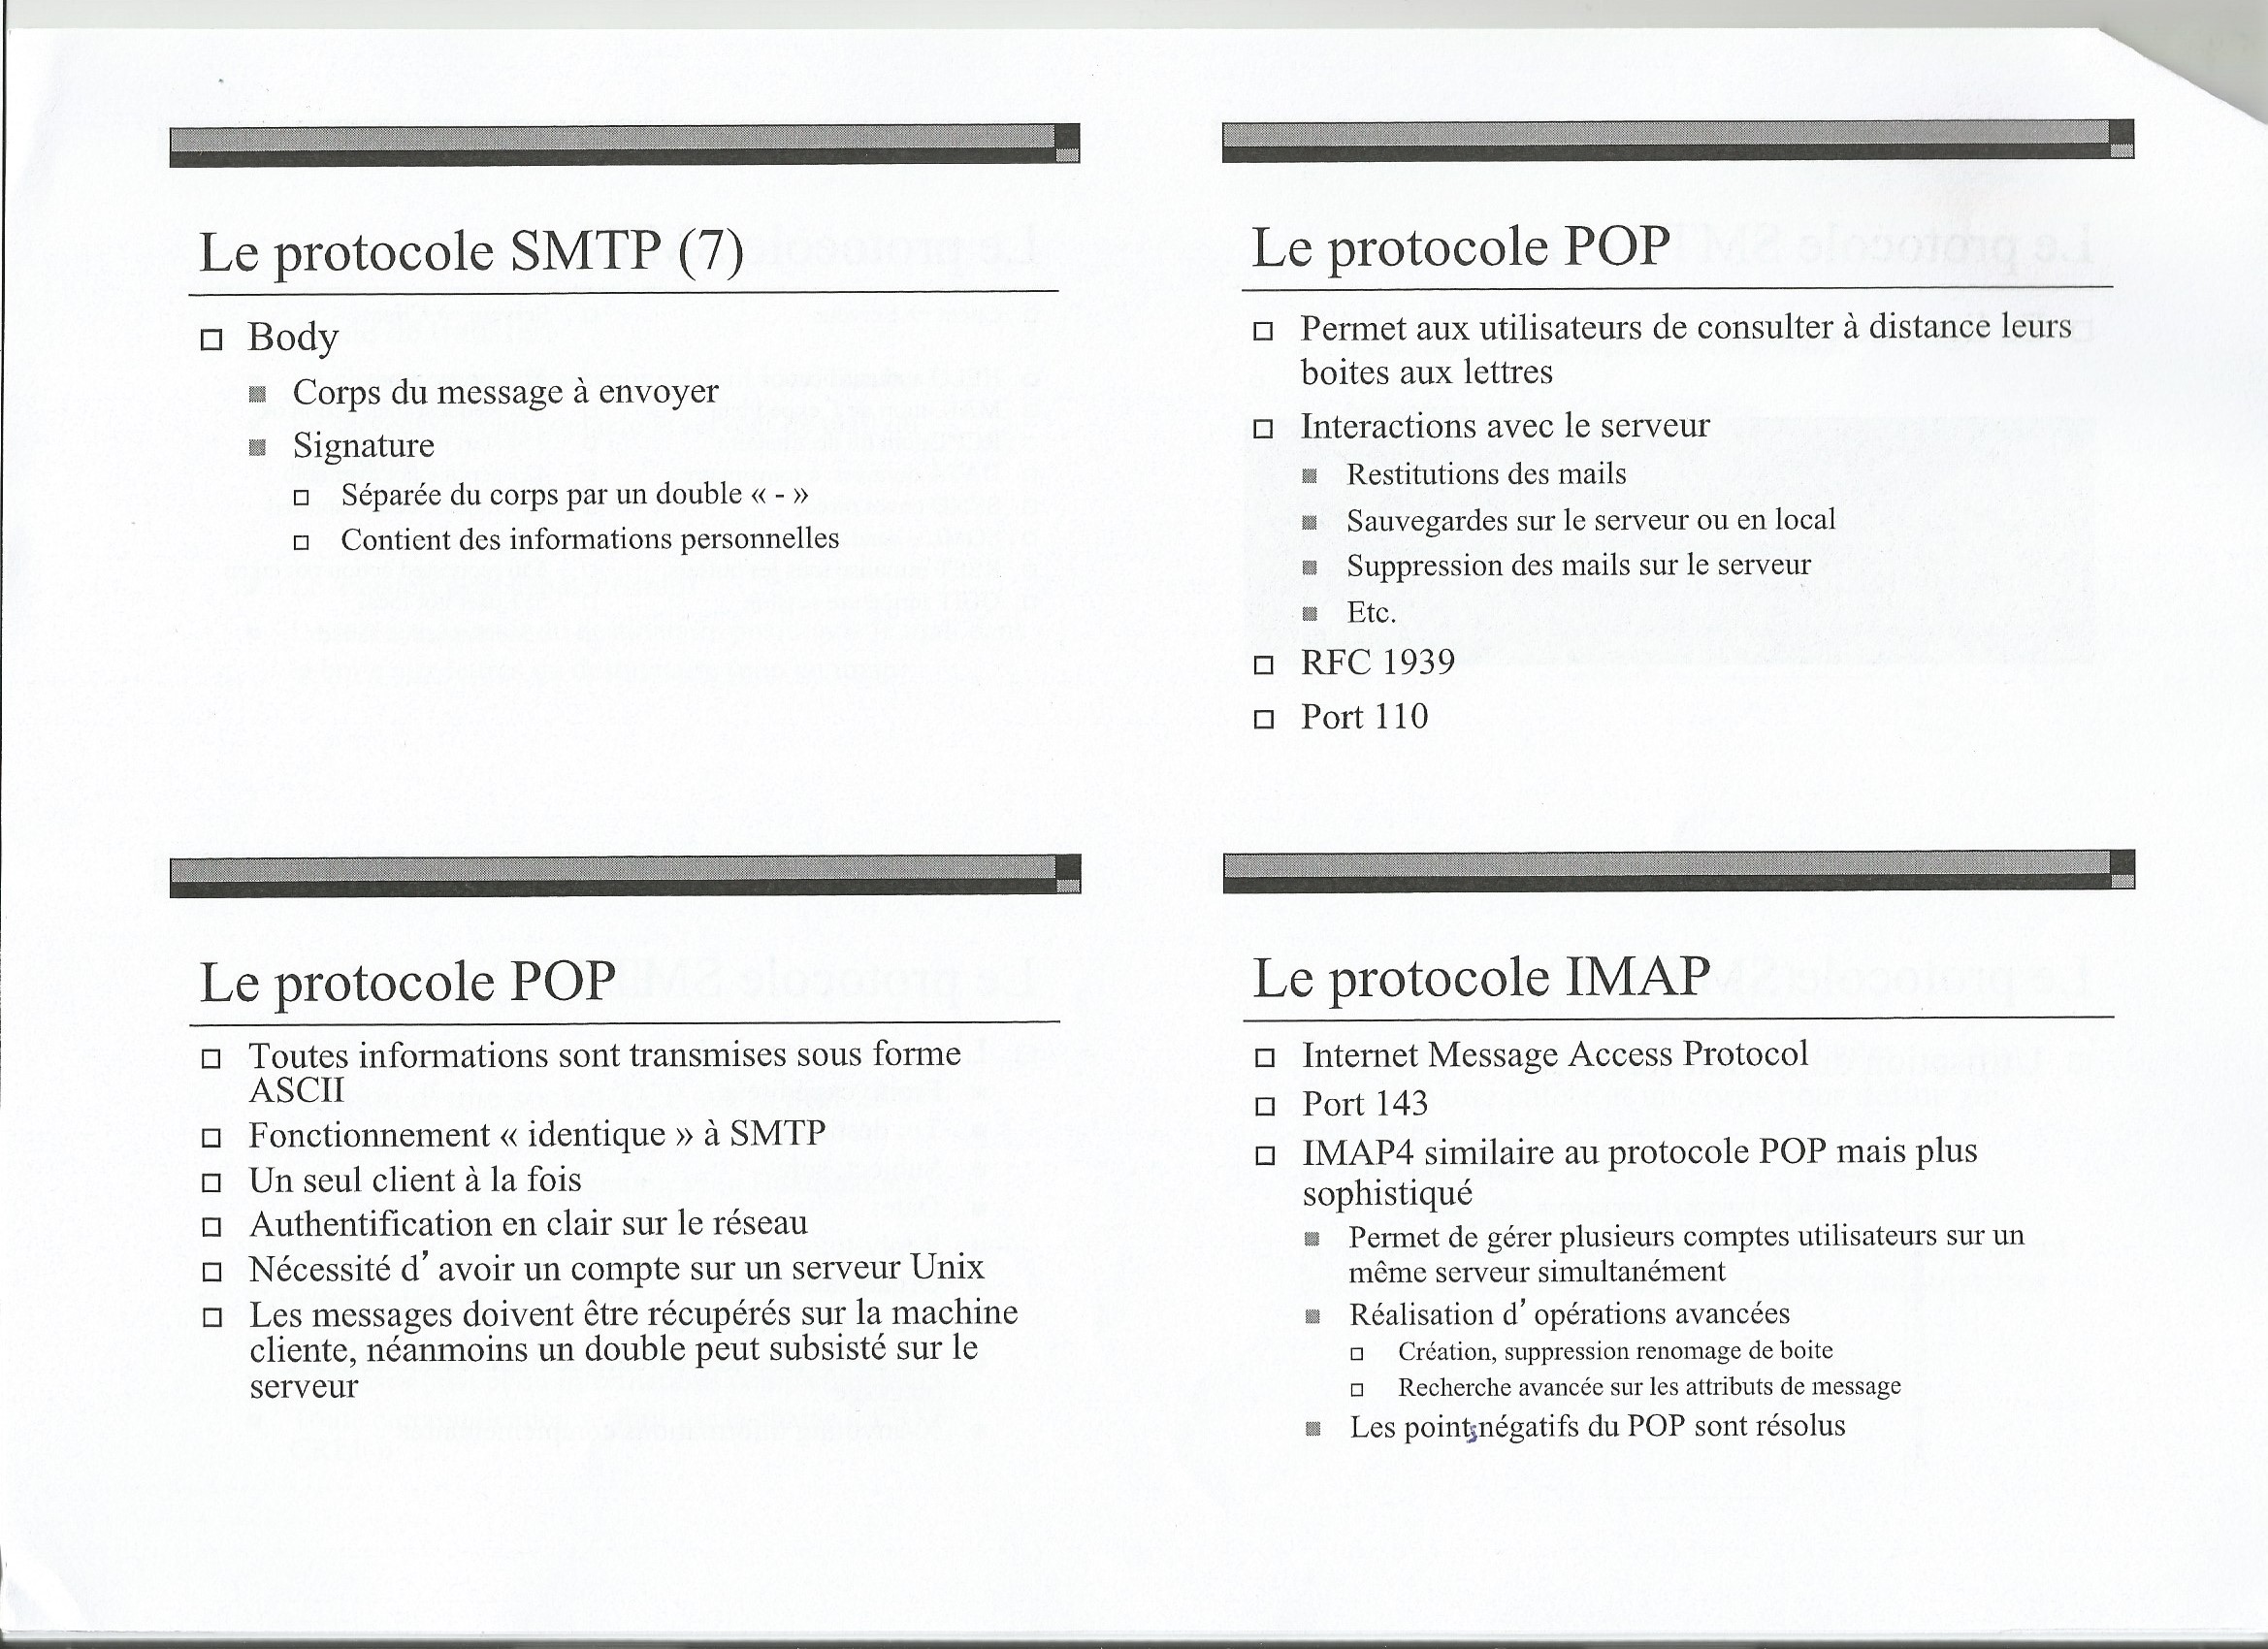 Le protocole SMTP (7)
Body
Corps du message à envoyer
Signature
Séparée du corps par un double « - »
Contient des informations personnelles
Le protocole POP
Permet aux utilisateurs de consulter à distance leurs
boites aux lettres
Interactions avec le serveur
Restitutions des mails
Sauvegardes sur le serveur ou en local
Suppression des mails sur le serveur
Etc.
RFC 1939
Port 110
Le protocole POP
Toutes informations sont transmises sous forme
ASCII
Fonctionnement « identique » à SMTP
Un seul client à la fois
Authentification en clair sur le réseau
Nécessité d’ avoir un compte sur un serveur Unix
Les messages doivent être récupérés sur la machine
cliente, néanmoins un double peut subsisté sur le
serveur
Le protocole IMAP
Internet Message Access Protocol
Port 143
IMAP4 similaire au protocole POP mais plus
sophistiqué
Permet de gérer plusieurs comptes utilisateurs sur un
même serveur simultanément
Réalisation d’ opérations avancées
Création, suppression renomage de boite
Recherche avancée sur les attributs de message
Les points négatifs du POP sont résolus